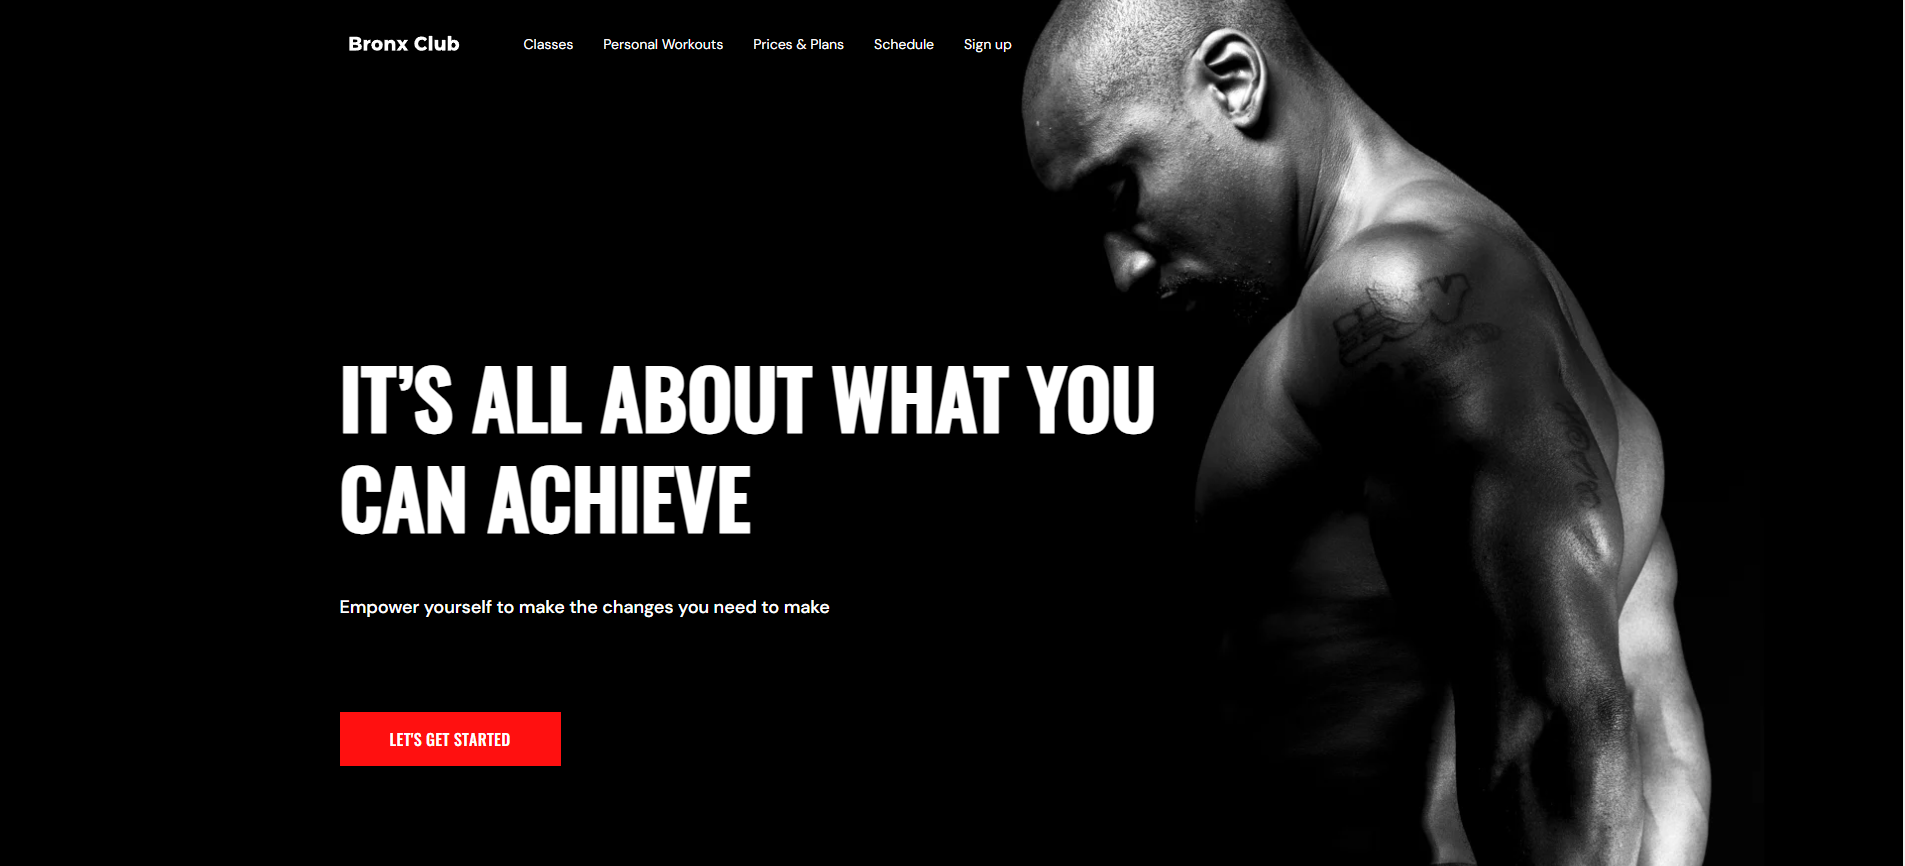 Bronx Club
Classes Personal Workouts Prices & Plans Schedule Sign up
IT’S ALL ABOUT WHAT YOU
CAN ACHIEVE
Empower yourself to make the changes you need to make
LET'S GET STARTED